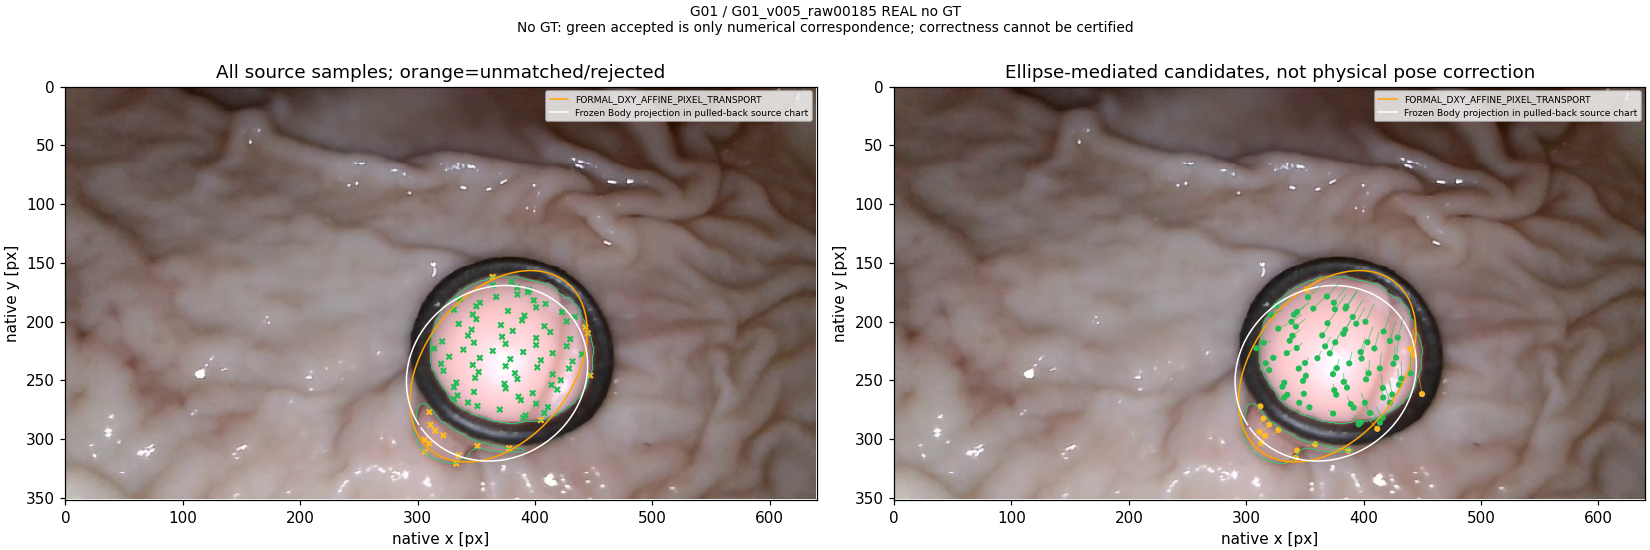 G01 / G01_v005_raw00185 REAL no GT
No GT: green accepted is only numerical correspondence; correctness cannot be certified
All source samples; orange=unmatched/rejected
FORMAL_DXY_AFFINE_PIXEL_TRANSPORT
Frozen Body projection in pulled-back source chart
0
50
100
150
200
250
300
350
native y [px]
0
100
200
300
400
500
600
native x [px]
Ellipse-mediated candidates, not physical pose correction
FORMAL_DXY_AFFINE_PIXEL_TRANSPORT
Frozen Body projection in pulled-back source chart
0
50
100
150
200
250
300
350
native y [px]
0
100
200
300
400
500
600
native x [px]